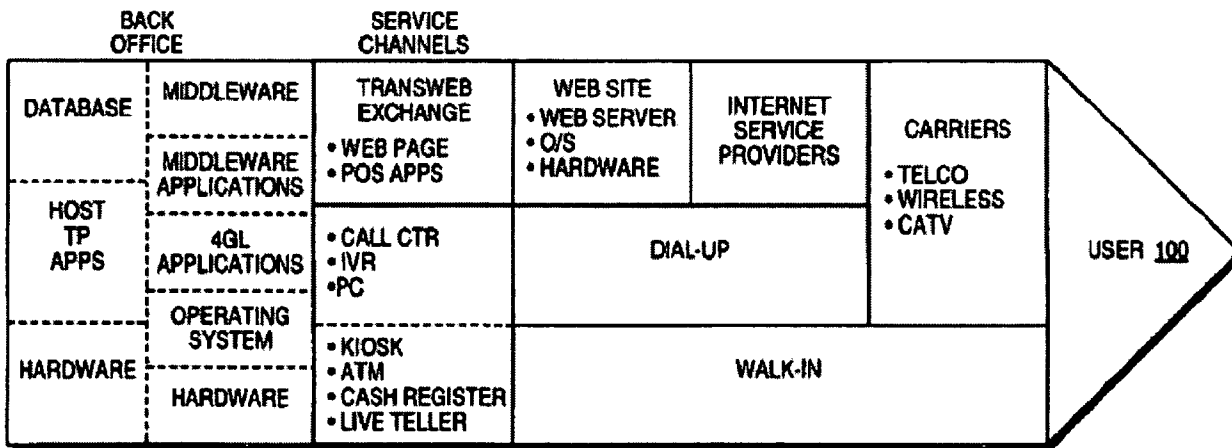 BACK
OFFICE
SERVICE
CHANNELS
DATABASE
HOST
TP
APPS
HARDWARE
MIDDLEWARE
MIDDLEWARE
APPLICATIONS
4GL
APPLICATIONS
OPERATING
SYSTEM
HARDWARE
TRANSWEB
EXCHANGE
• WEB PAGE
• POS APPS
• CALL CTR
• IVR
•PC
• KIOSK
• ATM
• CASH REGISTER
• LIVE TELLER
WEB SITE
• WEB SERVER
• O/S
• HARDWARE
INTERNET
SERVICE
PROVIDERS
DIAL-UP
WALK-IN
CARRIERS
• TELCO
• WIRELESS
• CATV
USER 100